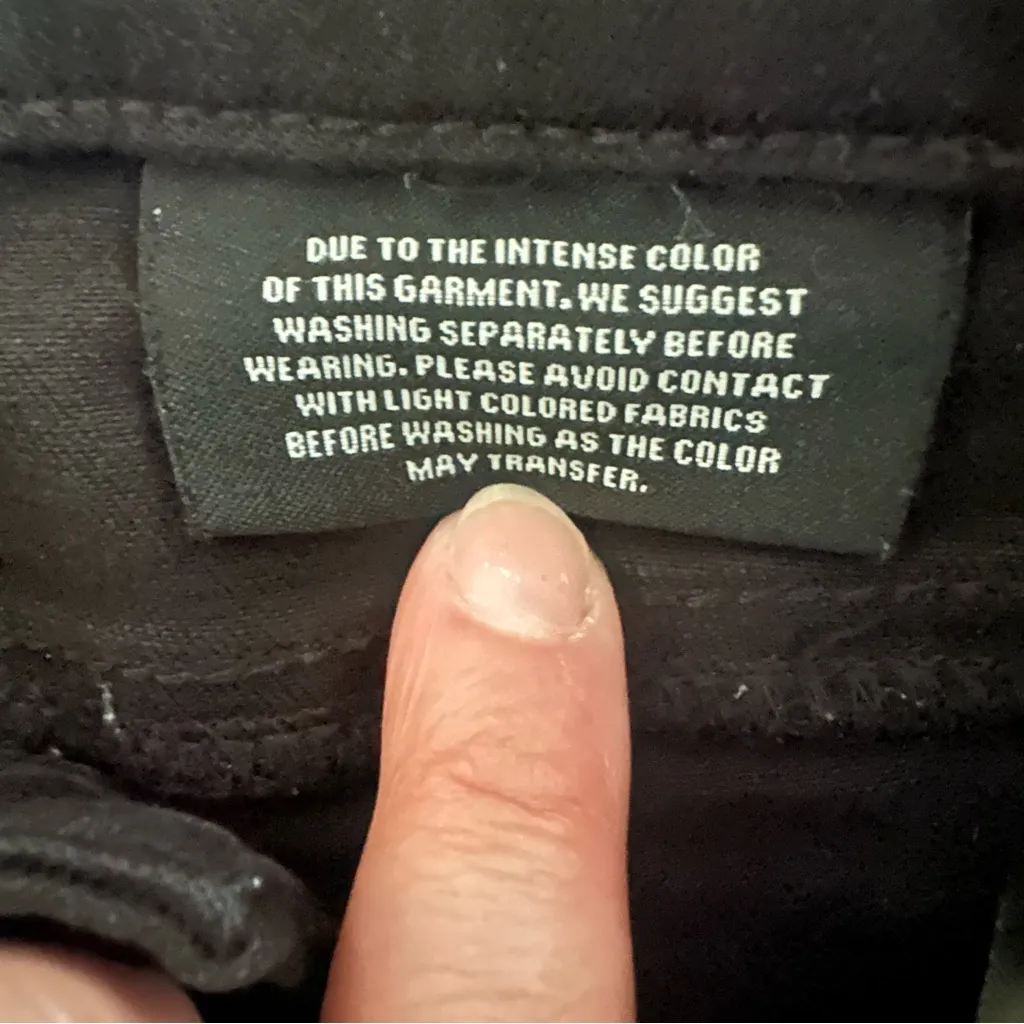 DUE TO THE INTENSE COLOR
OF THIS GARMENT. WE SUGGEST
WASHING SEPARATELY BEFORE
WEARING. PLEASE AVOID CONTACT
WITH LIGHT COLORED FABRICS
BEFORE WASHING AS THE COLOR
MAY TRANSFER.